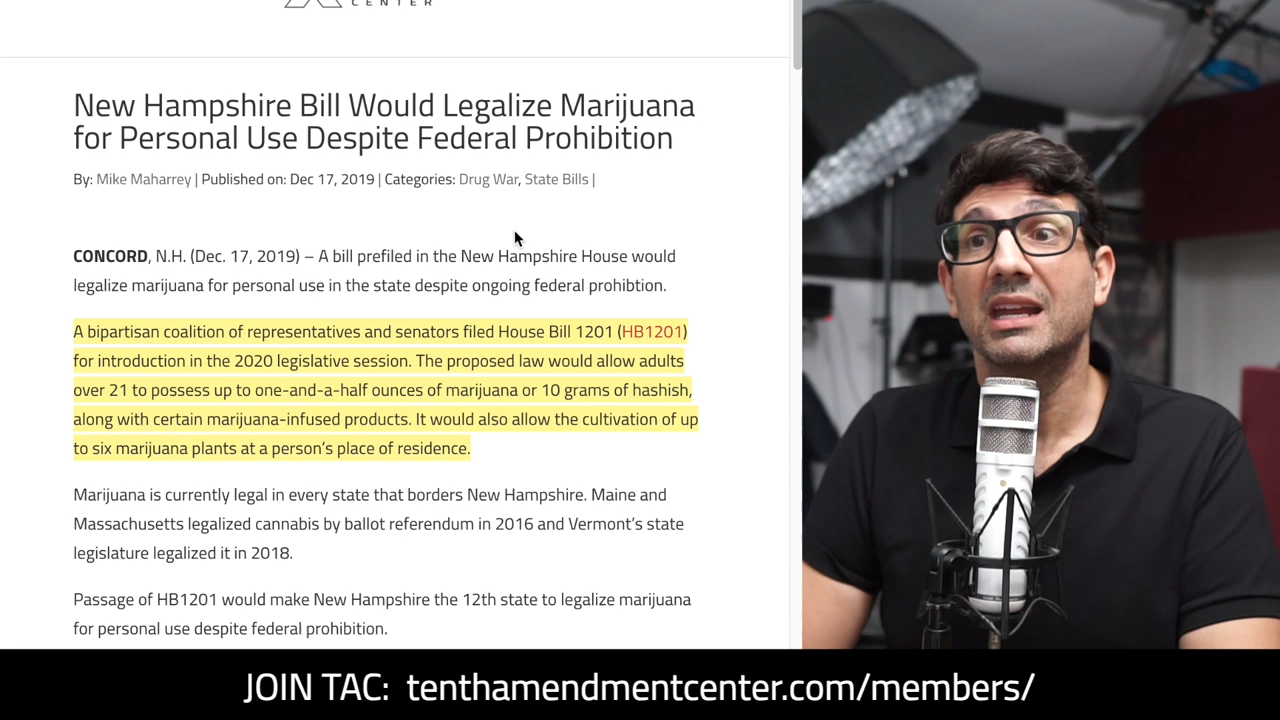 CENTER
New Hampshire Bill Would Legalize Marijuana
for Personal Use Despite Federal Prohibition
By: Mike Maharrey | Published on: Dec 17, 2019 | Categories: Drug War, State Bills |
CONCORD, N.H. (Dec. 17, 2019) – A bill prefiled in the New Hampshire House would
legalize marijuana for personal use in the state despite ongoing federal prohibtion.
A bipartisan coalition of representatives and senators filed House Bill 1201 (HB1201)
for introduction in the 2020 legislative session. The proposed law would allow adults
over 21 to possess up to one-and-a-half ounces of marijuana or 10 grams of hashish,
along with certain marijuana-infused products. It would also allow the cultivation of up
to six marijuana plants at a person's place of residence.
Marijuana is currently legal in every state that borders New Hampshire. Maine and
Massachusetts legalized cannabis by ballot referendum in 2016 and Vermont's state
legislature legalized it in 2018.
Passage of HB1201 would make New Hampshire the 12th state to legalize marijuana
for personal use despite federal prohibition.
JOIN TAC: tenthamendmentcenter.com/members/